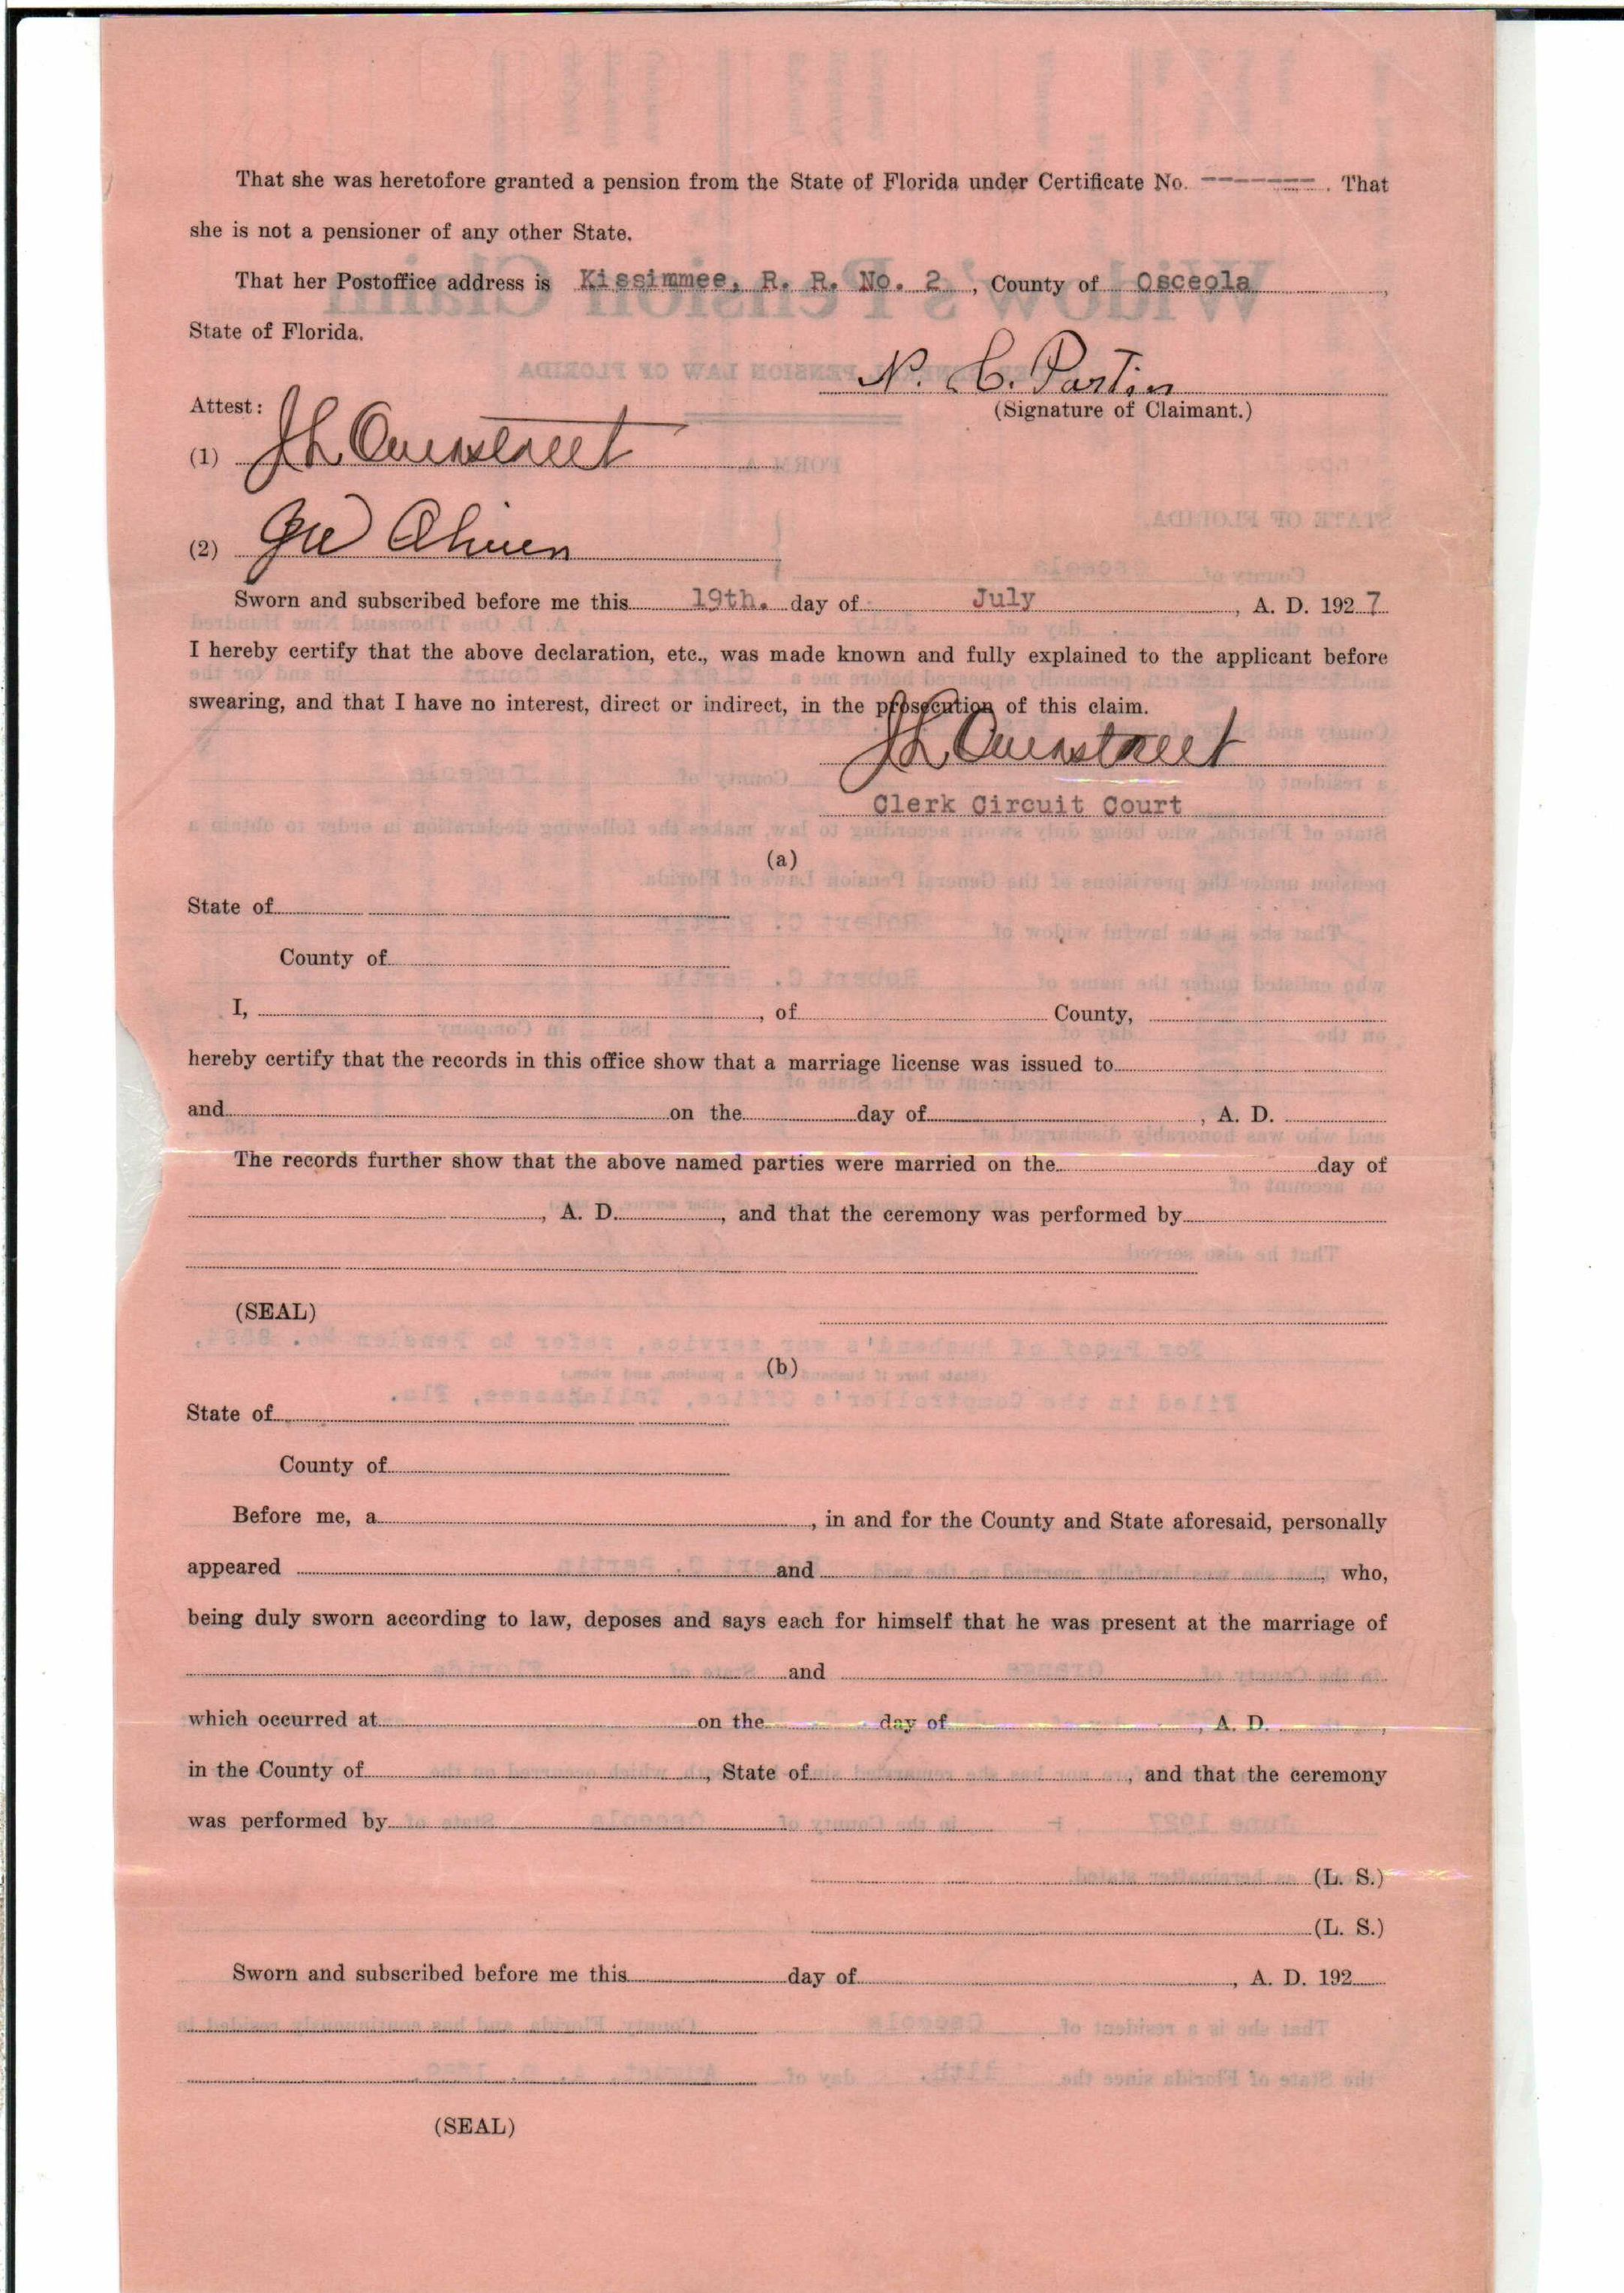 That she was heretofore granted a pension from the State of Florida under Certificate No. -------. That
she is not a pensioner of any other State.
That her Postoffice address is Kissimmee, R. R. No. 2, County of Osceola,
State of Florida.
N. C. Partin
(Signature of Claimant.)
Attest:
(1) J L Overstreet
(2)
Sworn and subscribed before me this 19th. day of July, A. D. 1927
I hereby certify that the above declaration, etc., was made known and fully explained to the applicant before
swearing, and that I have no interest, direct or indirect, in the prosecution of this claim.
J L Overstreet
Clerk Circuit Court
(a)
State of
County of
I, , of County,
hereby certify that the records in this office show that a marriage license was issued to
and on the day of , A. D.
The records further show that the above named parties were married on the day of
, A. D. , and that the ceremony was performed by
(SEAL)
(b)
State of
County of
Before me, a , in and for the County and State aforesaid, personally
appeared and , who,
being duly sworn according to law, deposes and says each for himself that he was present at the marriage of
and
which occurred at on the day of , A. D. ,
in the County of , State of , and that the ceremony
was performed by
(L. S.)
(L. S.)
Sworn and subscribed before me this day of , A. D. 192
(SEAL)